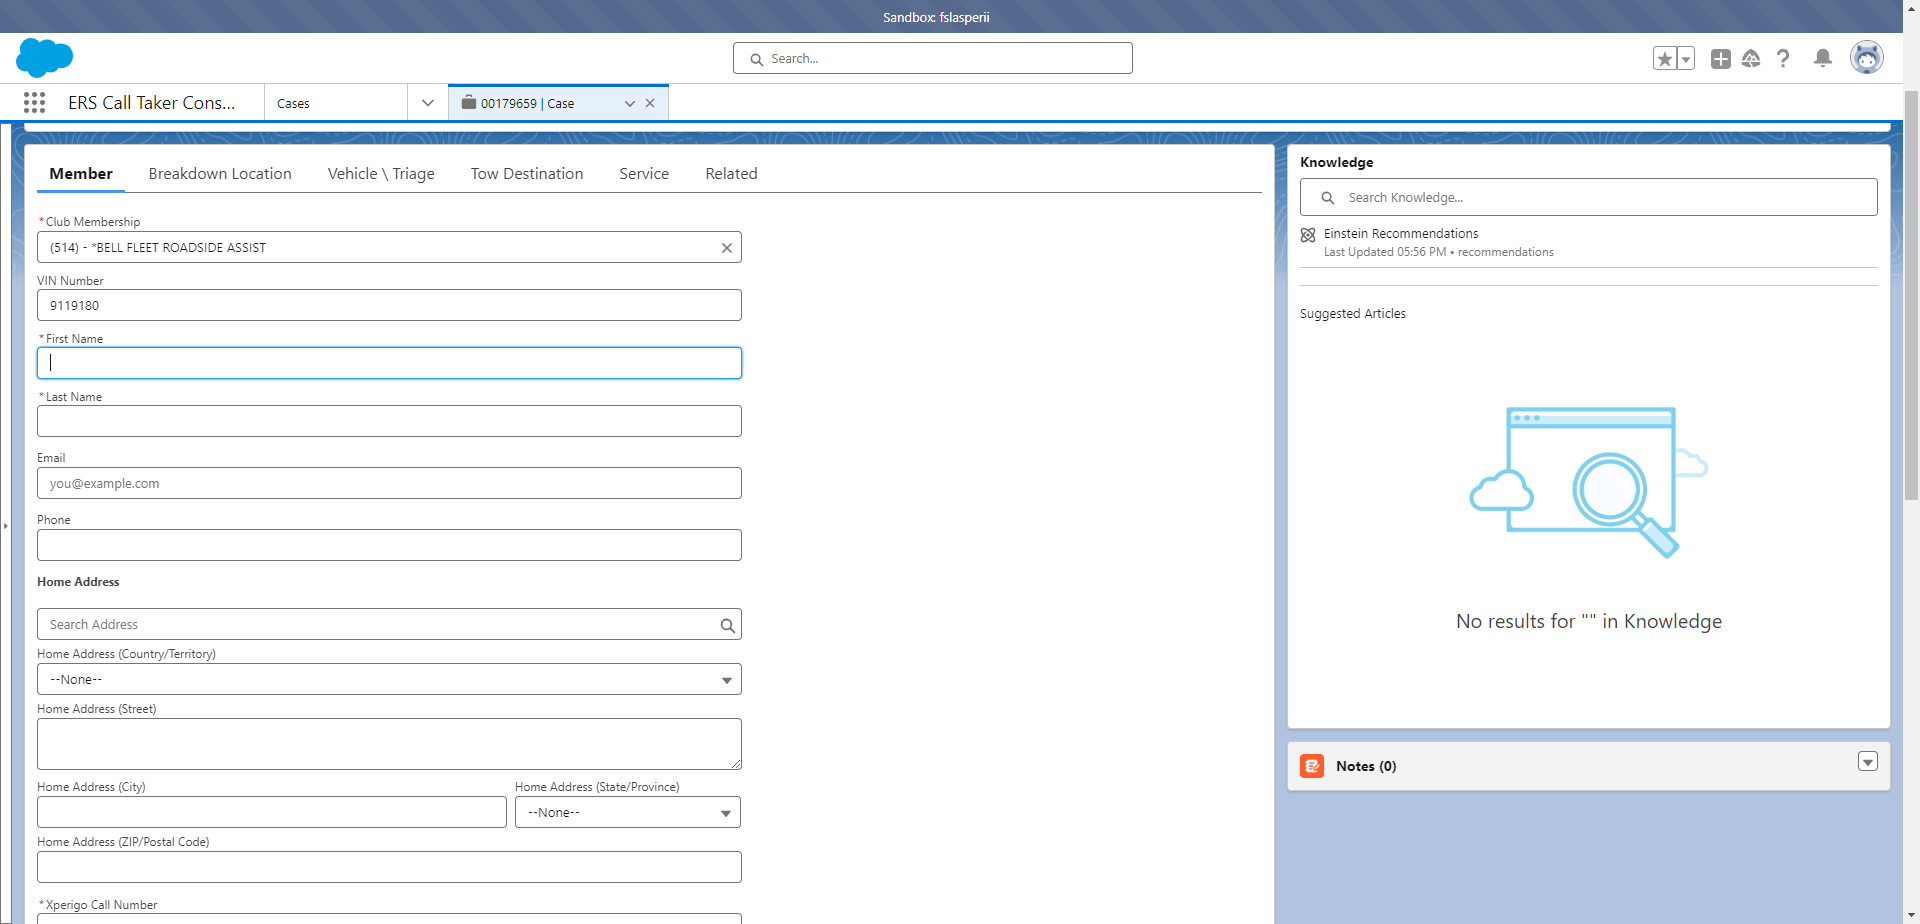 Sandbox: fslasperii
Search...
ERS Call Taker Cons...
Cases
00179659 | Case
Member
Breakdown Location
Vehicle \ Triage
Tow Destination
Service
Related
*Club Membership
(514) - *BELL FLEET ROADSIDE ASSIST
VIN Number
9119180
*First Name
*Last Name
Email
you@example.com
Phone
Home Address
Search Address
Home Address (Country/Territory)
--None--
Home Address (Street)
Home Address (City)
Home Address (State/Province)
--None--
Home Address (ZIP/Postal Code)
*Xperigo Call Number
Knowledge
Search Knowledge...
Einstein Recommendations
Last Updated 05:56 PM • recommendations
Suggested Articles
No results for "" in Knowledge
Notes (0)